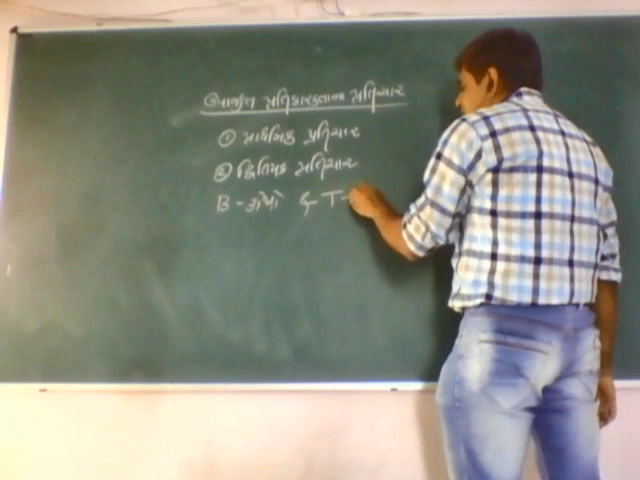 ઉપાર્જીત પ્રતિકારકતાના પ્રતિચાર
① પ્રાથમિક પ્રતિચાર
② દ્વિતિયક પ્રતિચાર
B - કોષો & T -